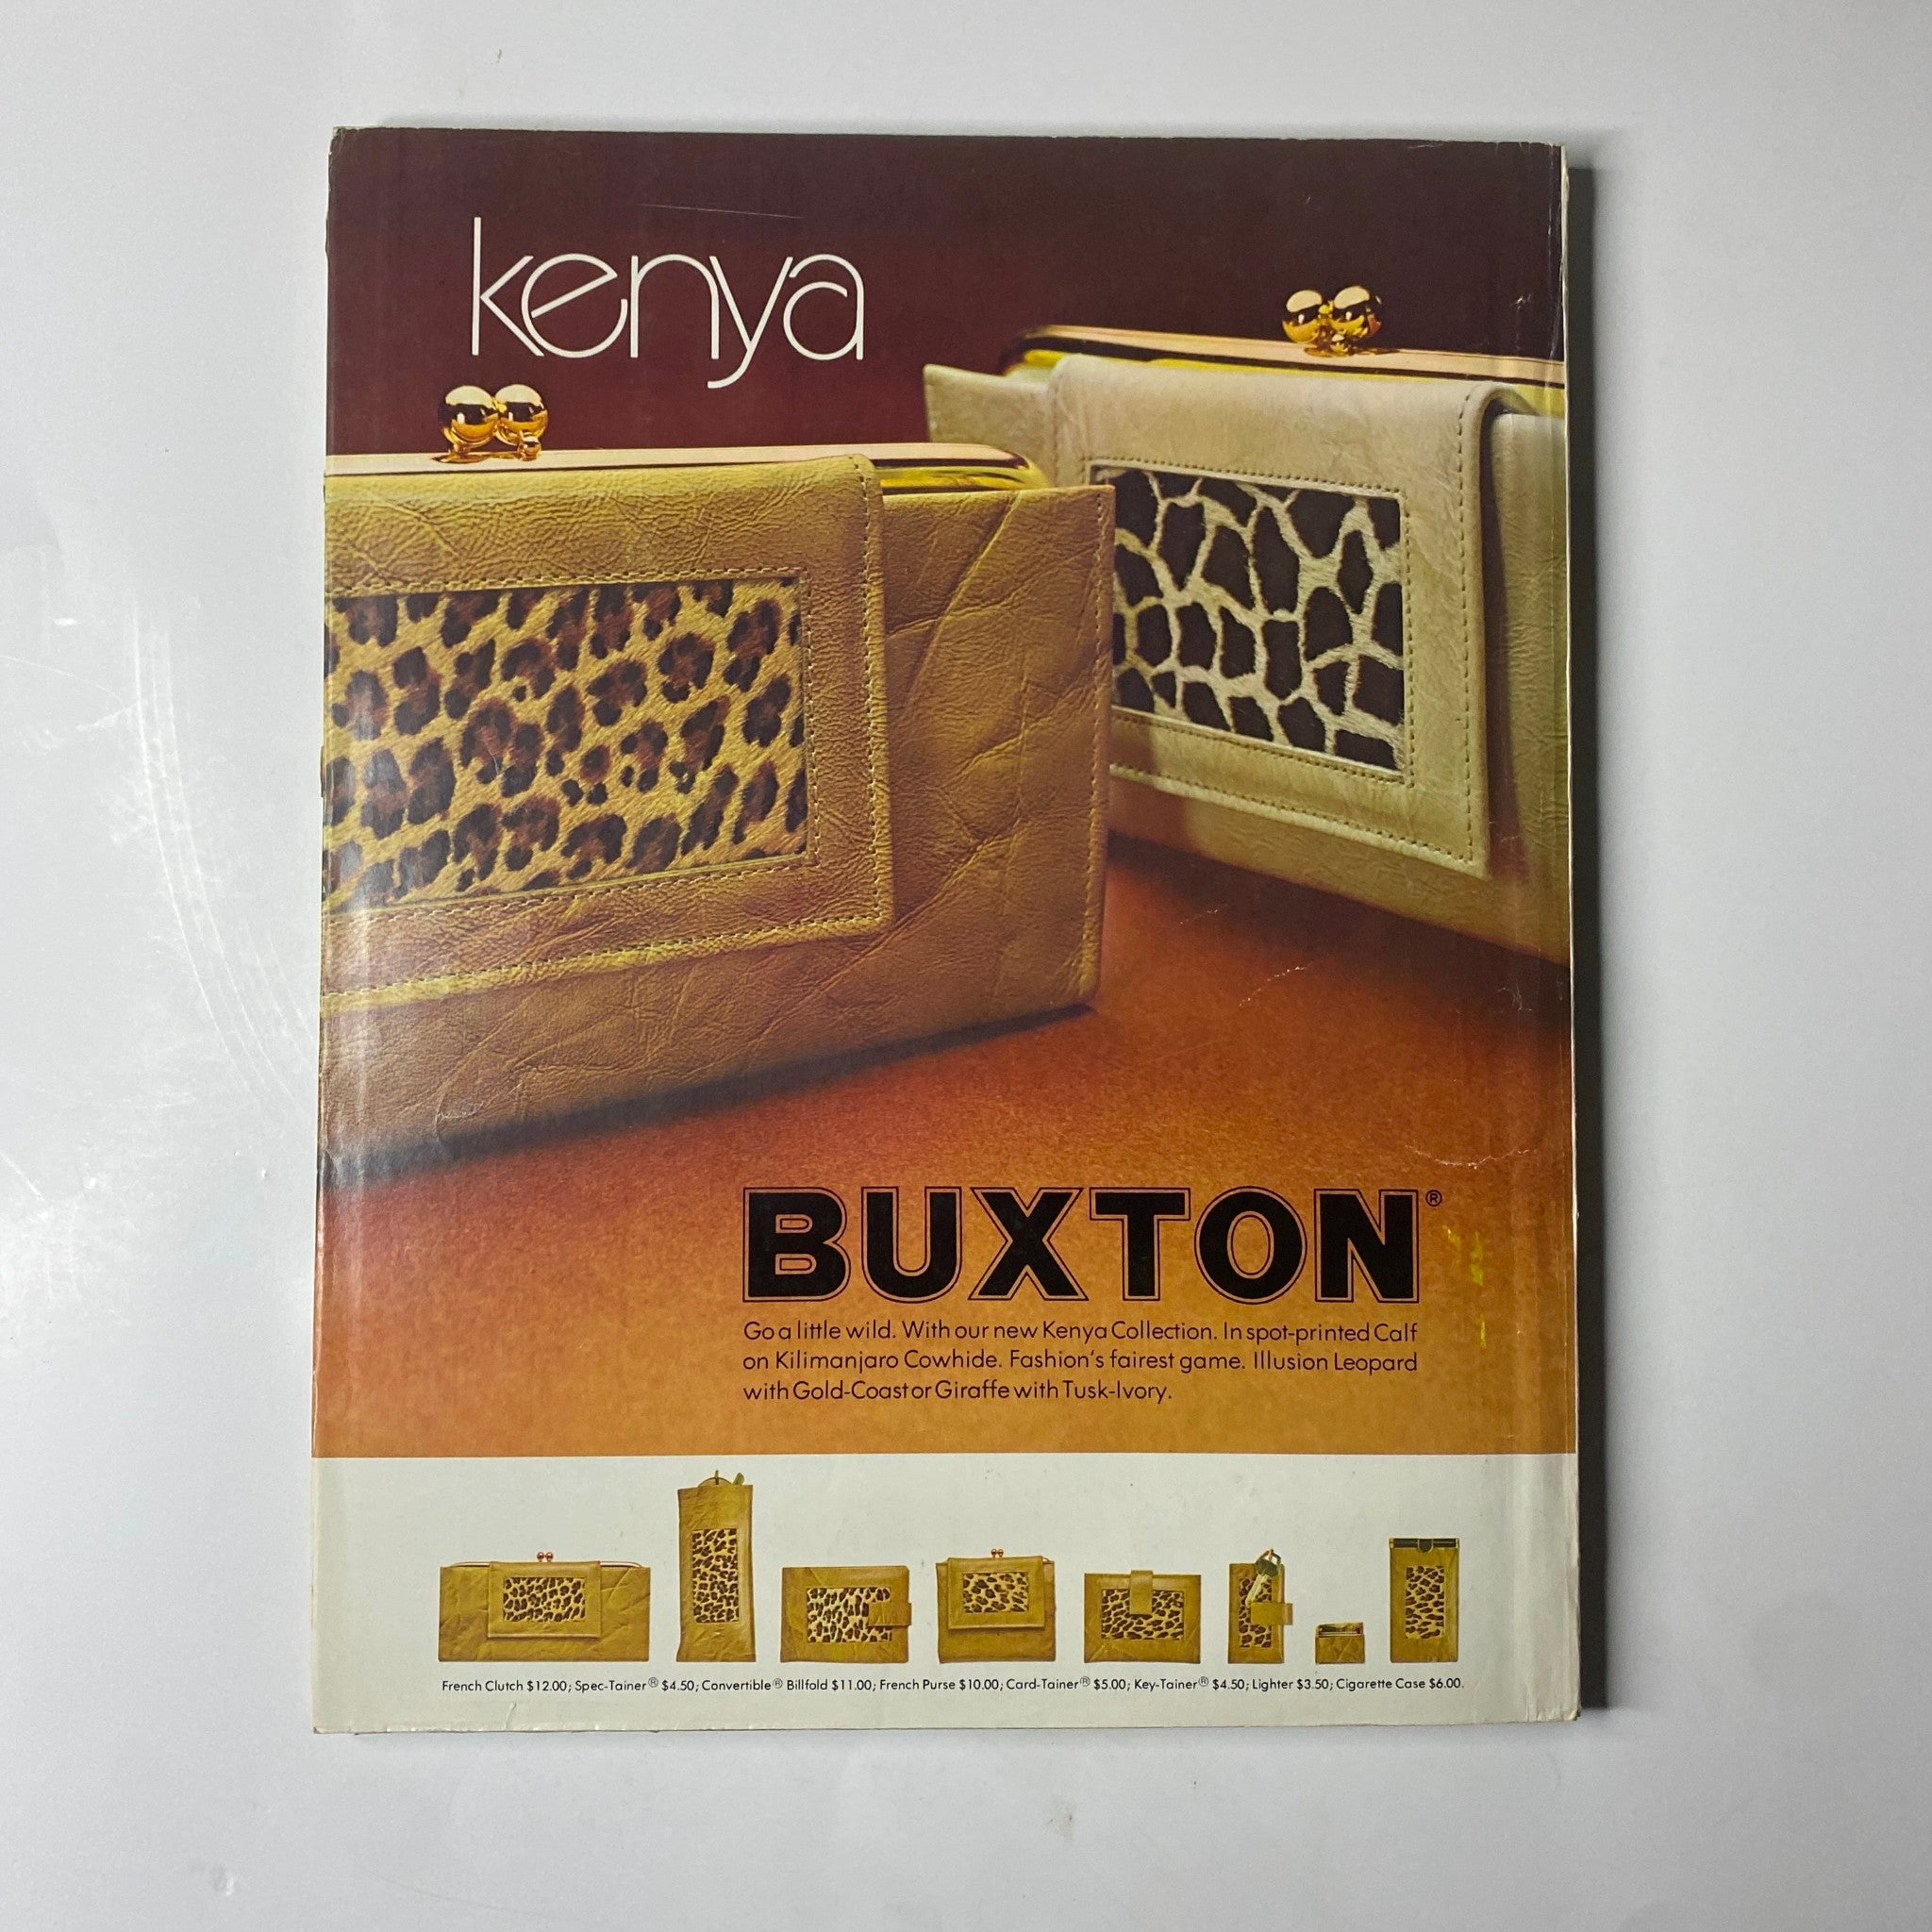 kenya
BUXTON®
Go a little wild. With our new Kenya Collection. In spot-printed Calf
on Kilimanjaro Cowhide. Fashion's fairest game. Illusion Leopard
with Gold-Coast or Giraffe with Tusk-Ivory.
French Clutch $12.00; Spec-Tainer® $4.50; Convertible® Billfold $11.00; French Purse $10.00; Card-Tainer® $5.00; Key-Tainer® $4.50; Lighter $3.50; Cigarette Case $6.00.